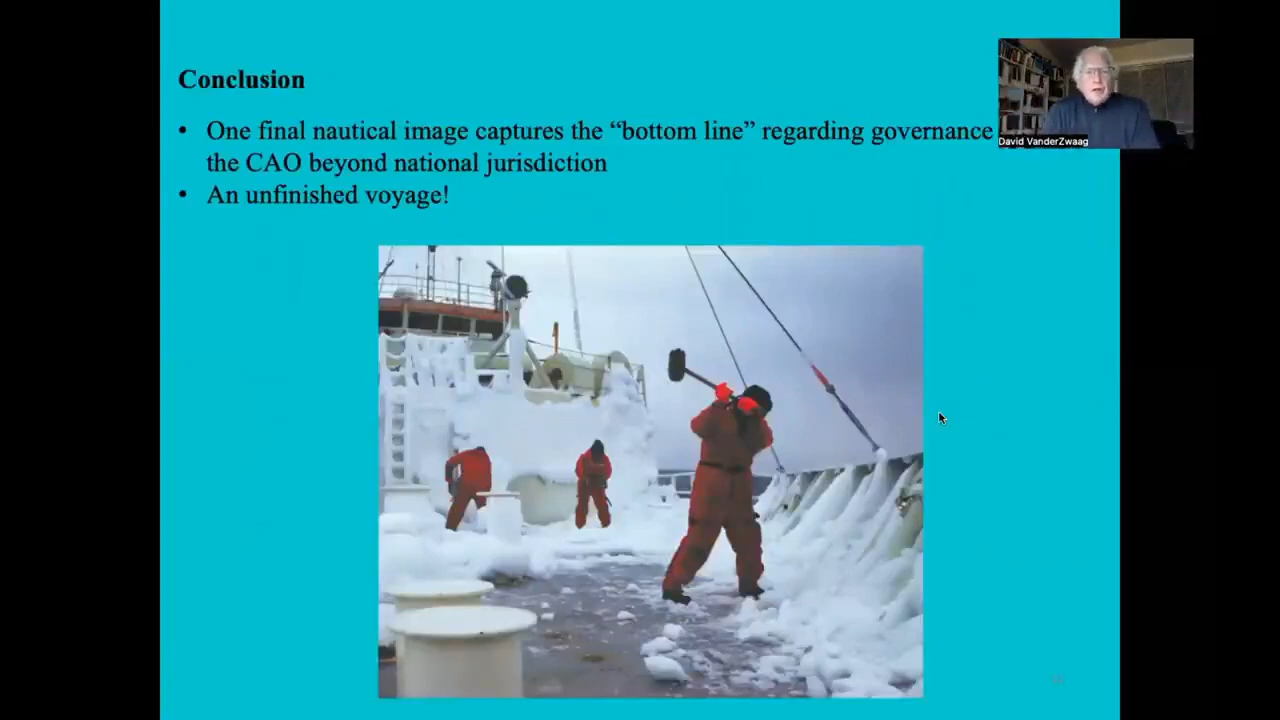 Conclusion
• One final nautical image captures the “bottom line” regarding governance
the CAO beyond national jurisdiction
• An unfinished voyage!
David VanderZwaag